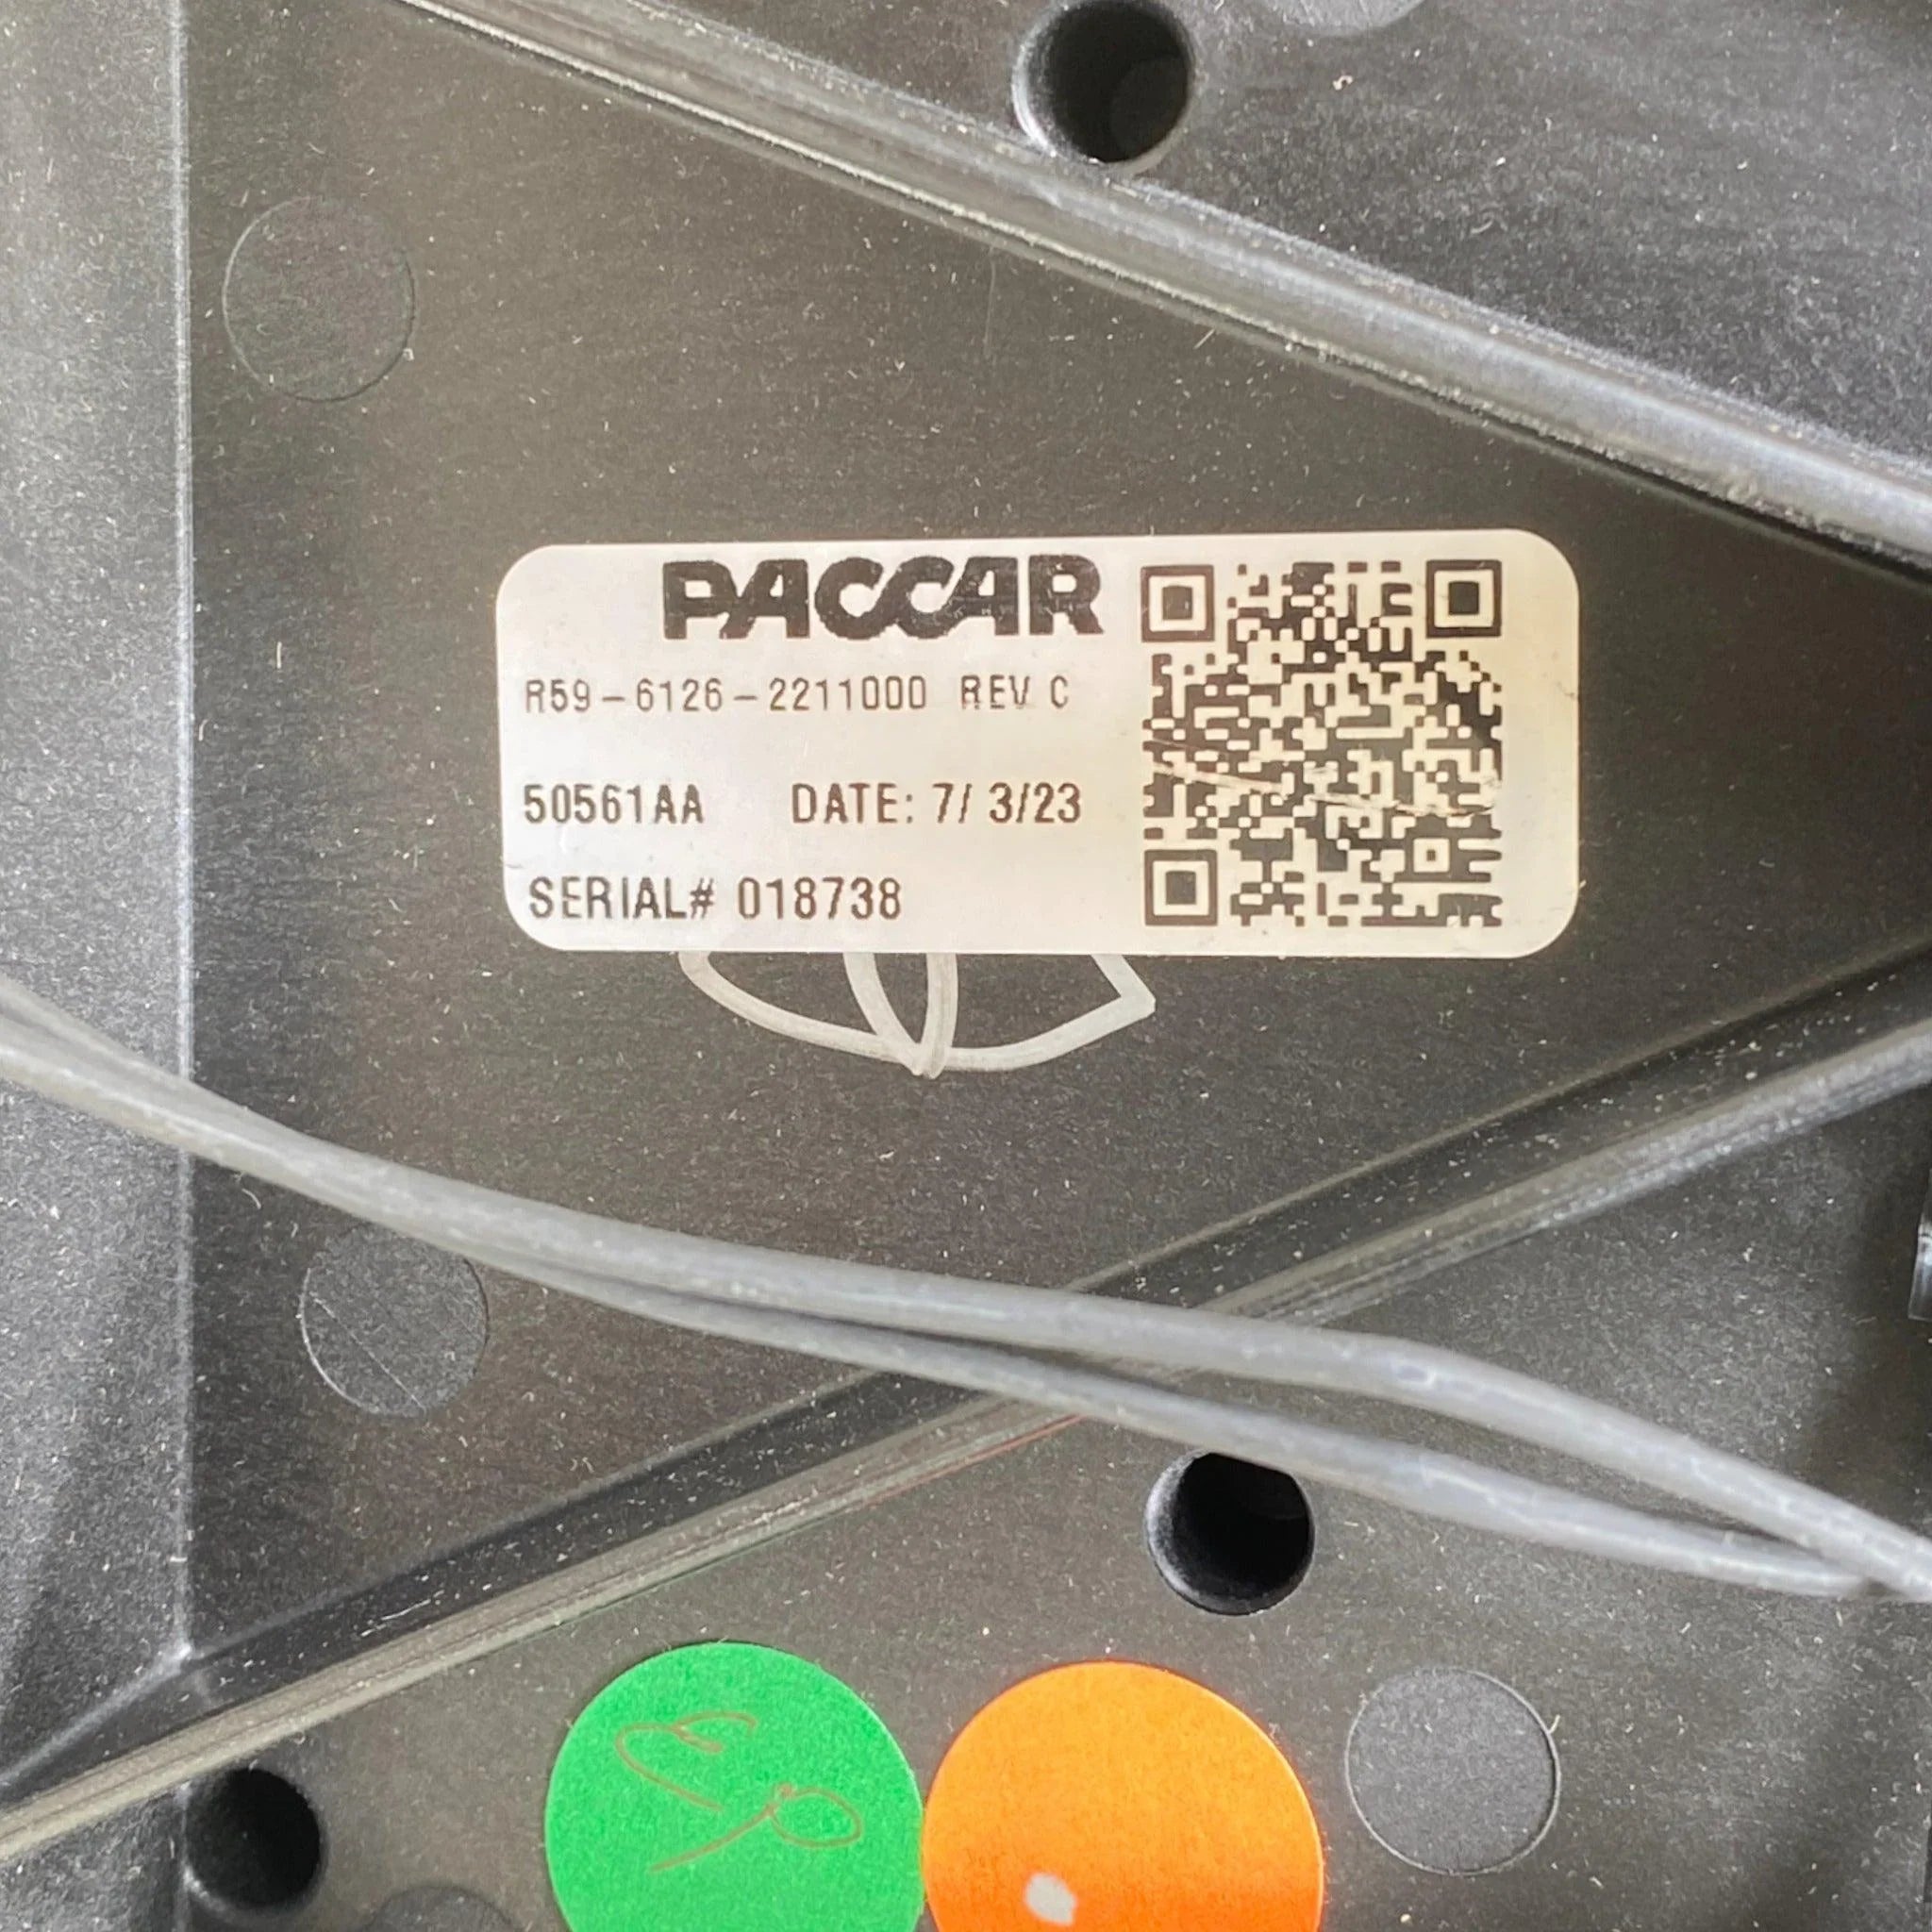 PACCAR
R59-6126-2211000 REV C
50561AA DATE: 7/ 3/23
SERIAL# 018738